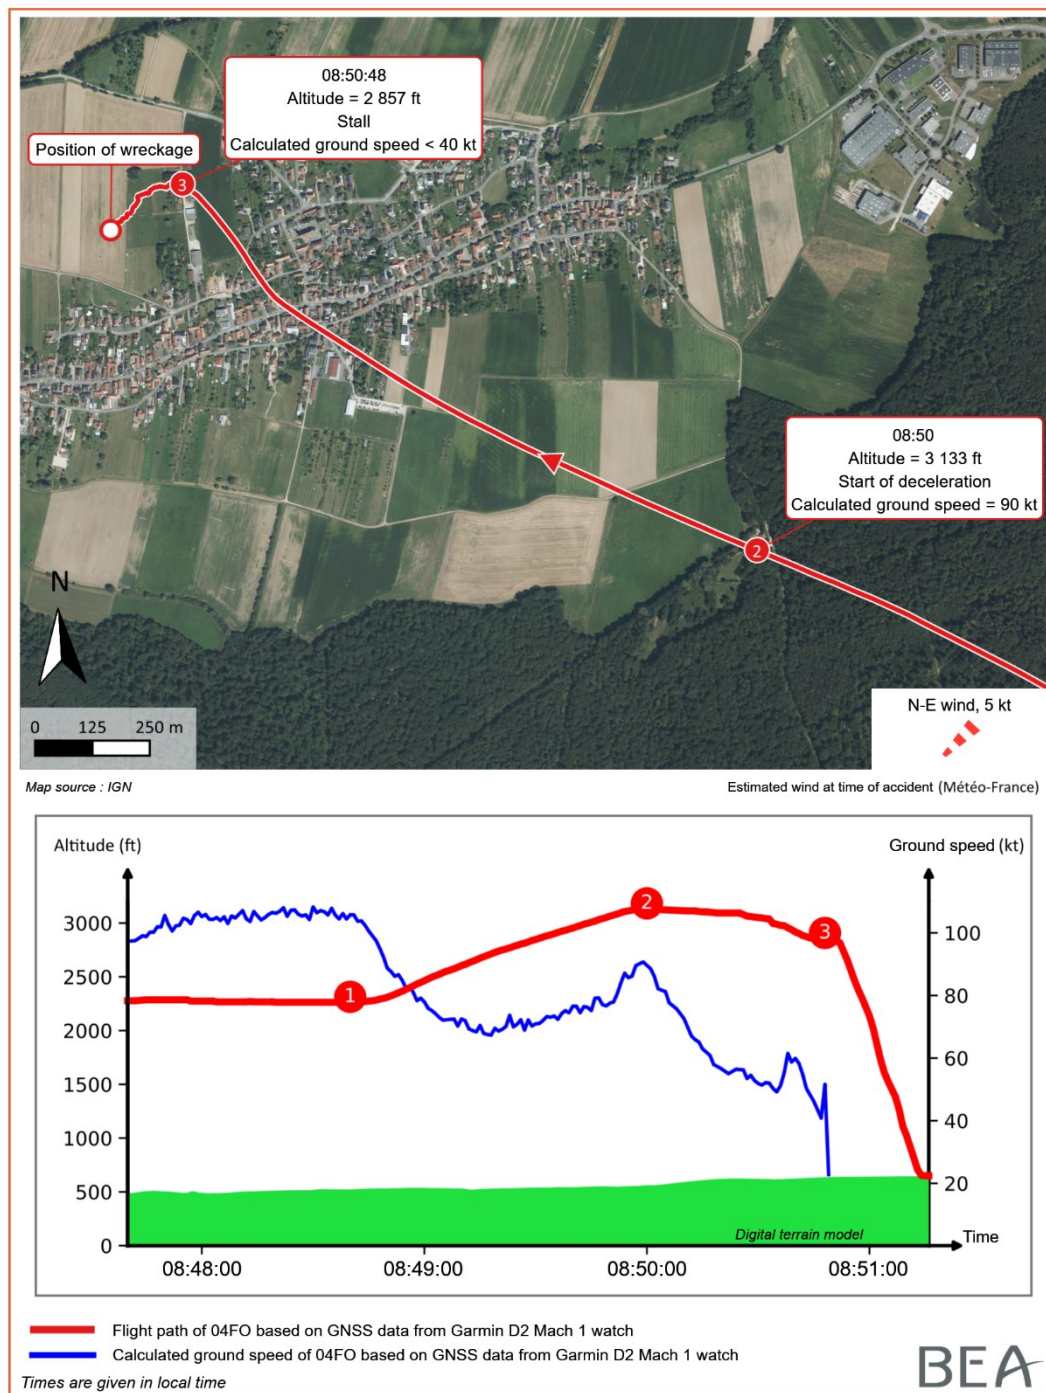 08:50:48
Altitude = 2 857 ft
Stall
Calculated ground speed < 40 kt
Position of wreckage
3
08:50
Altitude = 3 133 ft
Start of deceleration
Calculated ground speed = 90 kt
2
N
0 125 250 m
N-E wind, 5 kt
Map source : IGN
Estimated wind at time of accident (Météo-France)
Altitude (ft)
Ground speed (kt)
3000
2500
2000
1500
1000
500
0
1
2
3
100
80
60
40
20
Digital terrain model
Time
08:48:00
08:49:00
08:50:00
08:51:00
Flight path of 04FO based on GNSS data from Garmin D2 Mach 1 watch
Calculated ground speed of 04FO based on GNSS data from Garmin D2 Mach 1 watch
Times are given in local time
BEA